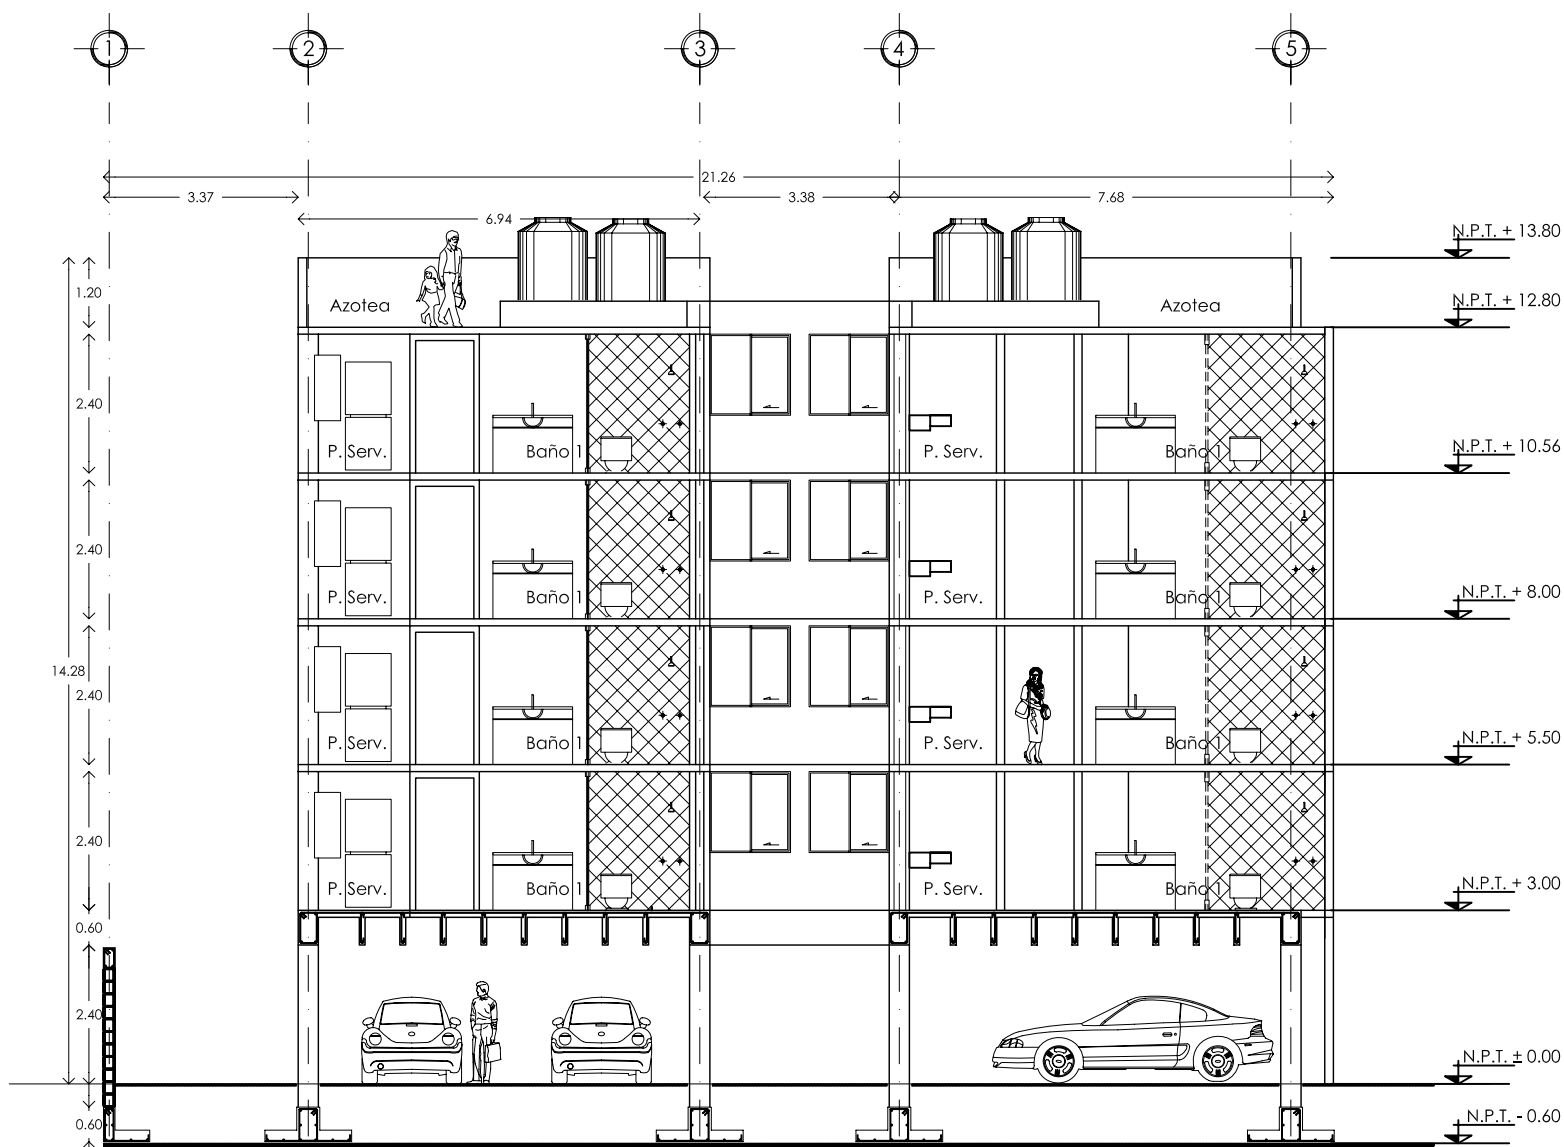 1 2 3 4 5
21.26
3.37 3.38 7.68
6.94
N.P.T. + 13.80
1.20
Azotea Azotea
N.P.T. + 12.80
2.40
P. Serv. Baño 1 P. Serv. Baño 1
N.P.T. + 10.56
2.40
P. Serv. Baño 1 P. Serv. Baño 1
N.P.T. + 8.00
14.28
2.40
P. Serv. Baño 1 P. Serv. Baño 1
N.P.T. + 5.50
2.40
P. Serv. Baño 1 P. Serv. Baño 1
N.P.T. + 3.00
0.60
2.40
N.P.T. ± 0.00
0.60
N.P.T. - 0.60